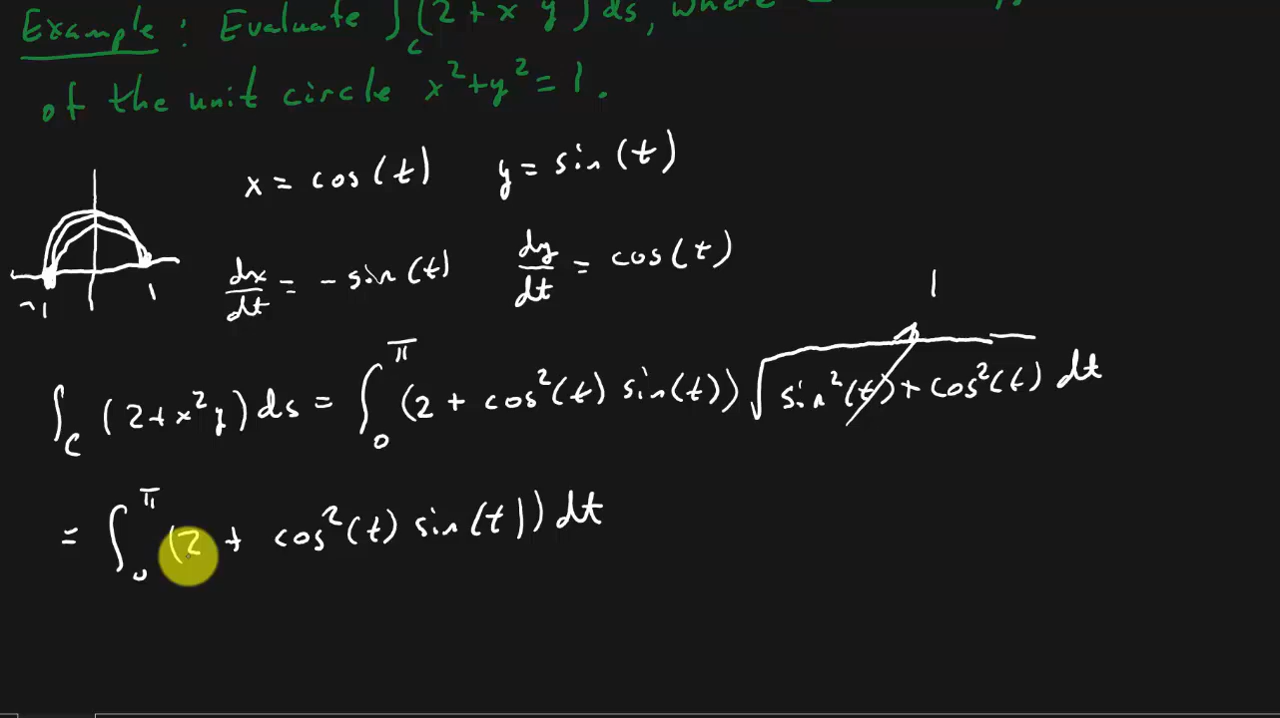 Example: Evaluate ∫_C (2 + x y) ds, where
of the unit circle x² + y² = 1.
x = cos(t)   y = sin(t)
dx/dt = - sin(t)   dy/dt = cos(t)
-1   1
1
∫_C (2 + x²y) ds = ∫_0^π (2 + cos²(t) sin(t)) √(sin²(t) + cos²(t)) dt
= ∫_0^π (2 + cos²(t) sin(t)) dt